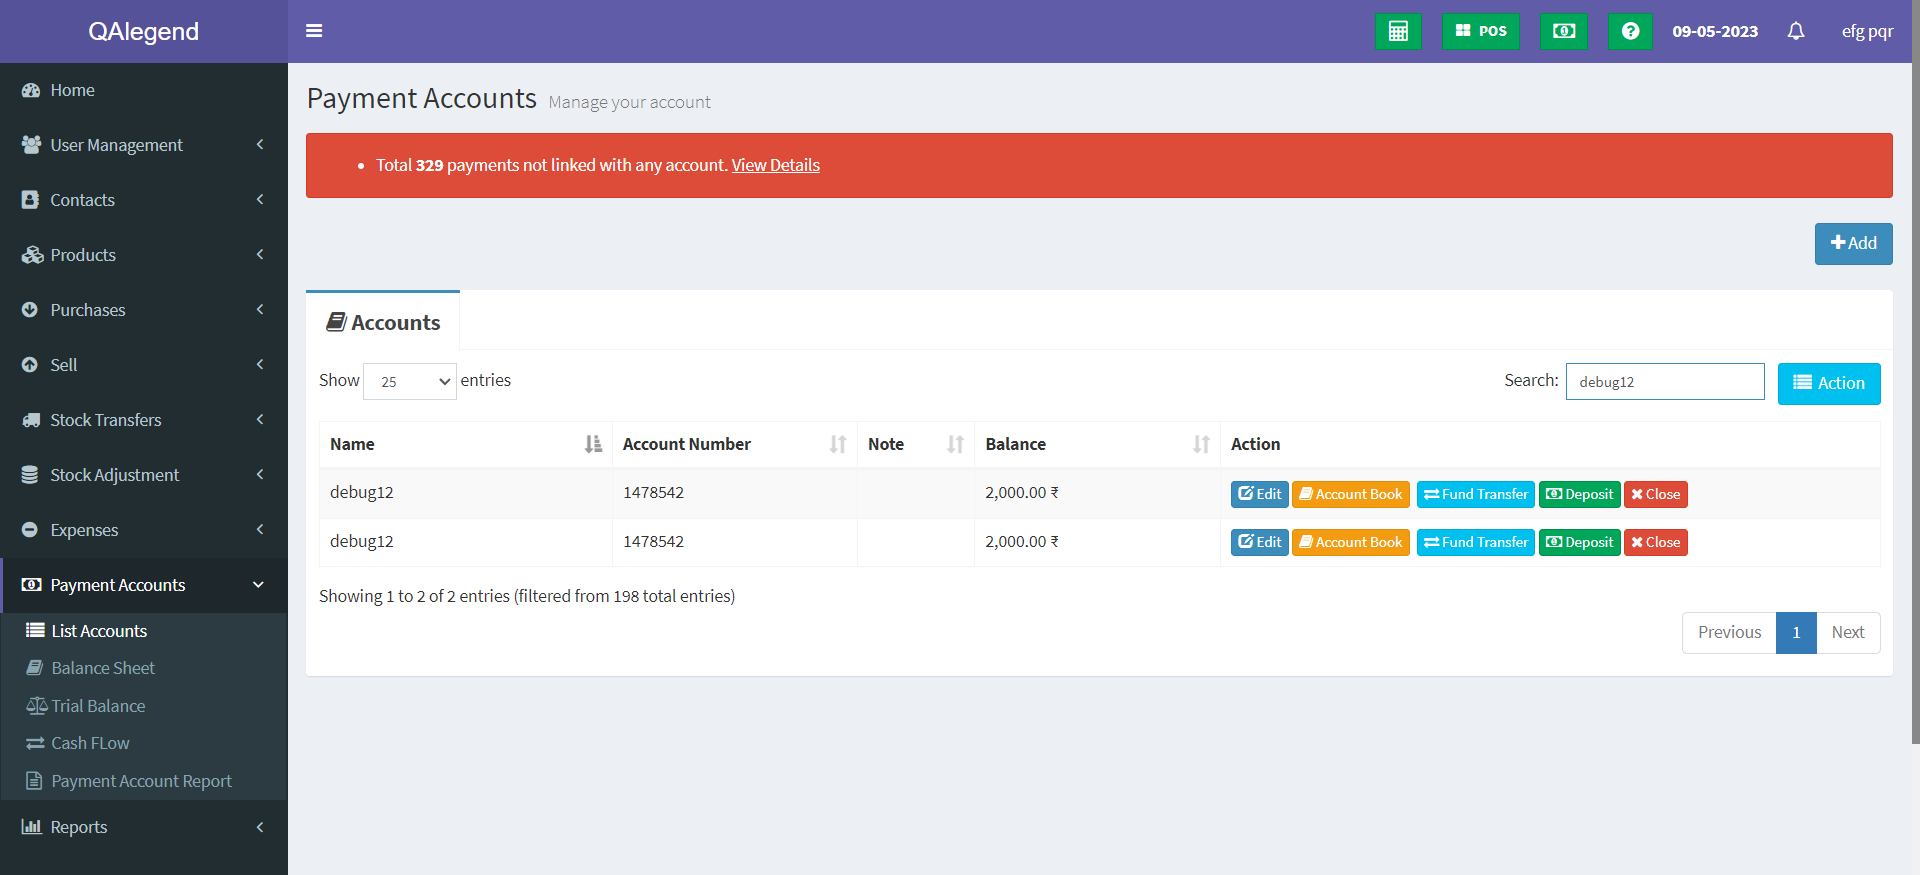 QAlegend
POS
09-05-2023
efg pqr
Home
User Management
Contacts
Products
Purchases
Sell
Stock Transfers
Stock Adjustment
Expenses
Payment Accounts
List Accounts
Balance Sheet
Trial Balance
Cash FLow
Payment Account Report
Reports
Payment Accounts Manage your account
Total 329 payments not linked with any account. View Details
Add
Accounts
Show 25 entries
Search: debug12
Action
Name Account Number Note Balance Action
debug12 1478542 2,000.00 ₹ Edit Account Book Fund Transfer Deposit Close
debug12 1478542 2,000.00 ₹ Edit Account Book Fund Transfer Deposit Close
Showing 1 to 2 of 2 entries (filtered from 198 total entries)
Previous 1 Next